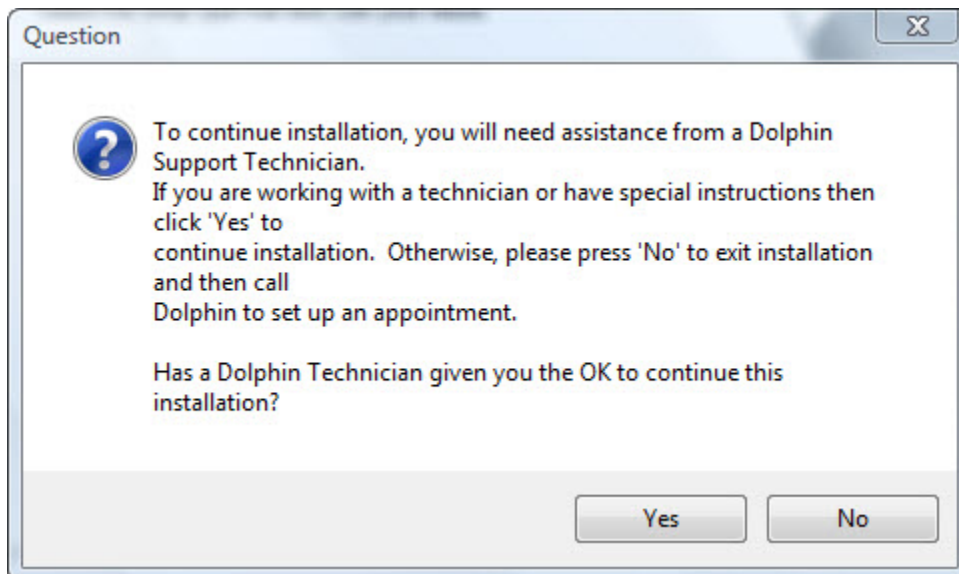 Question
To continue installation, you will need assistance from a Dolphin
Support Technician.
If you are working with a technician or have special instructions then
click 'Yes' to
continue installation.  Otherwise, please press 'No' to exit installation
and then call
Dolphin to set up an appointment.
Has a Dolphin Technician given you the OK to continue this
installation?
Yes
No